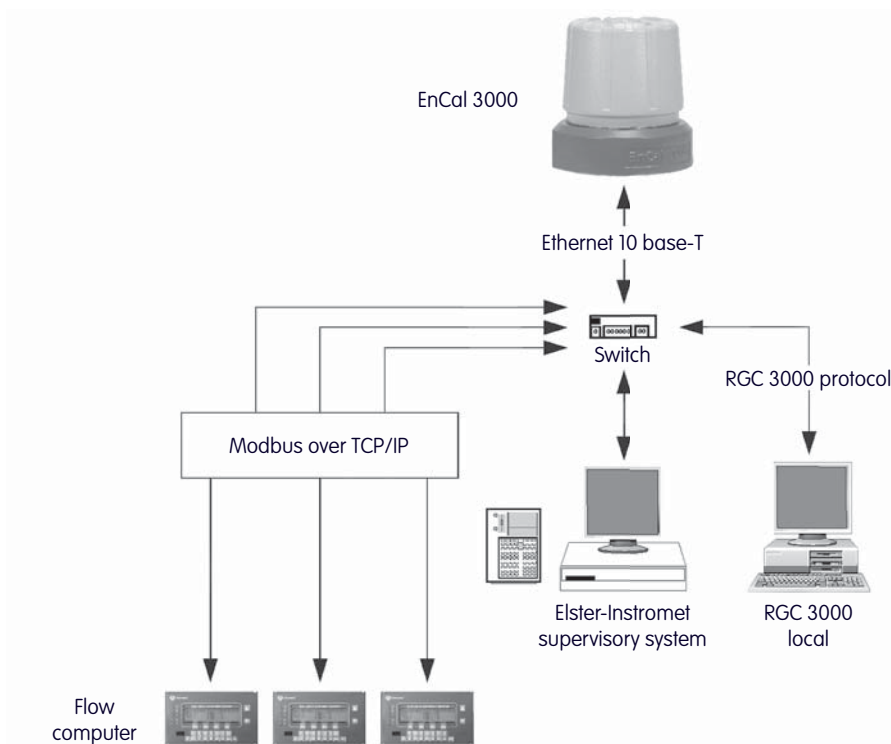 EnCal 3000
Ethernet 10 base-T
Switch
RGC 3000 protocol
Modbus over TCP/IP
Elster-Instromet
supervisory system
RGC 3000
local
Flow
computer